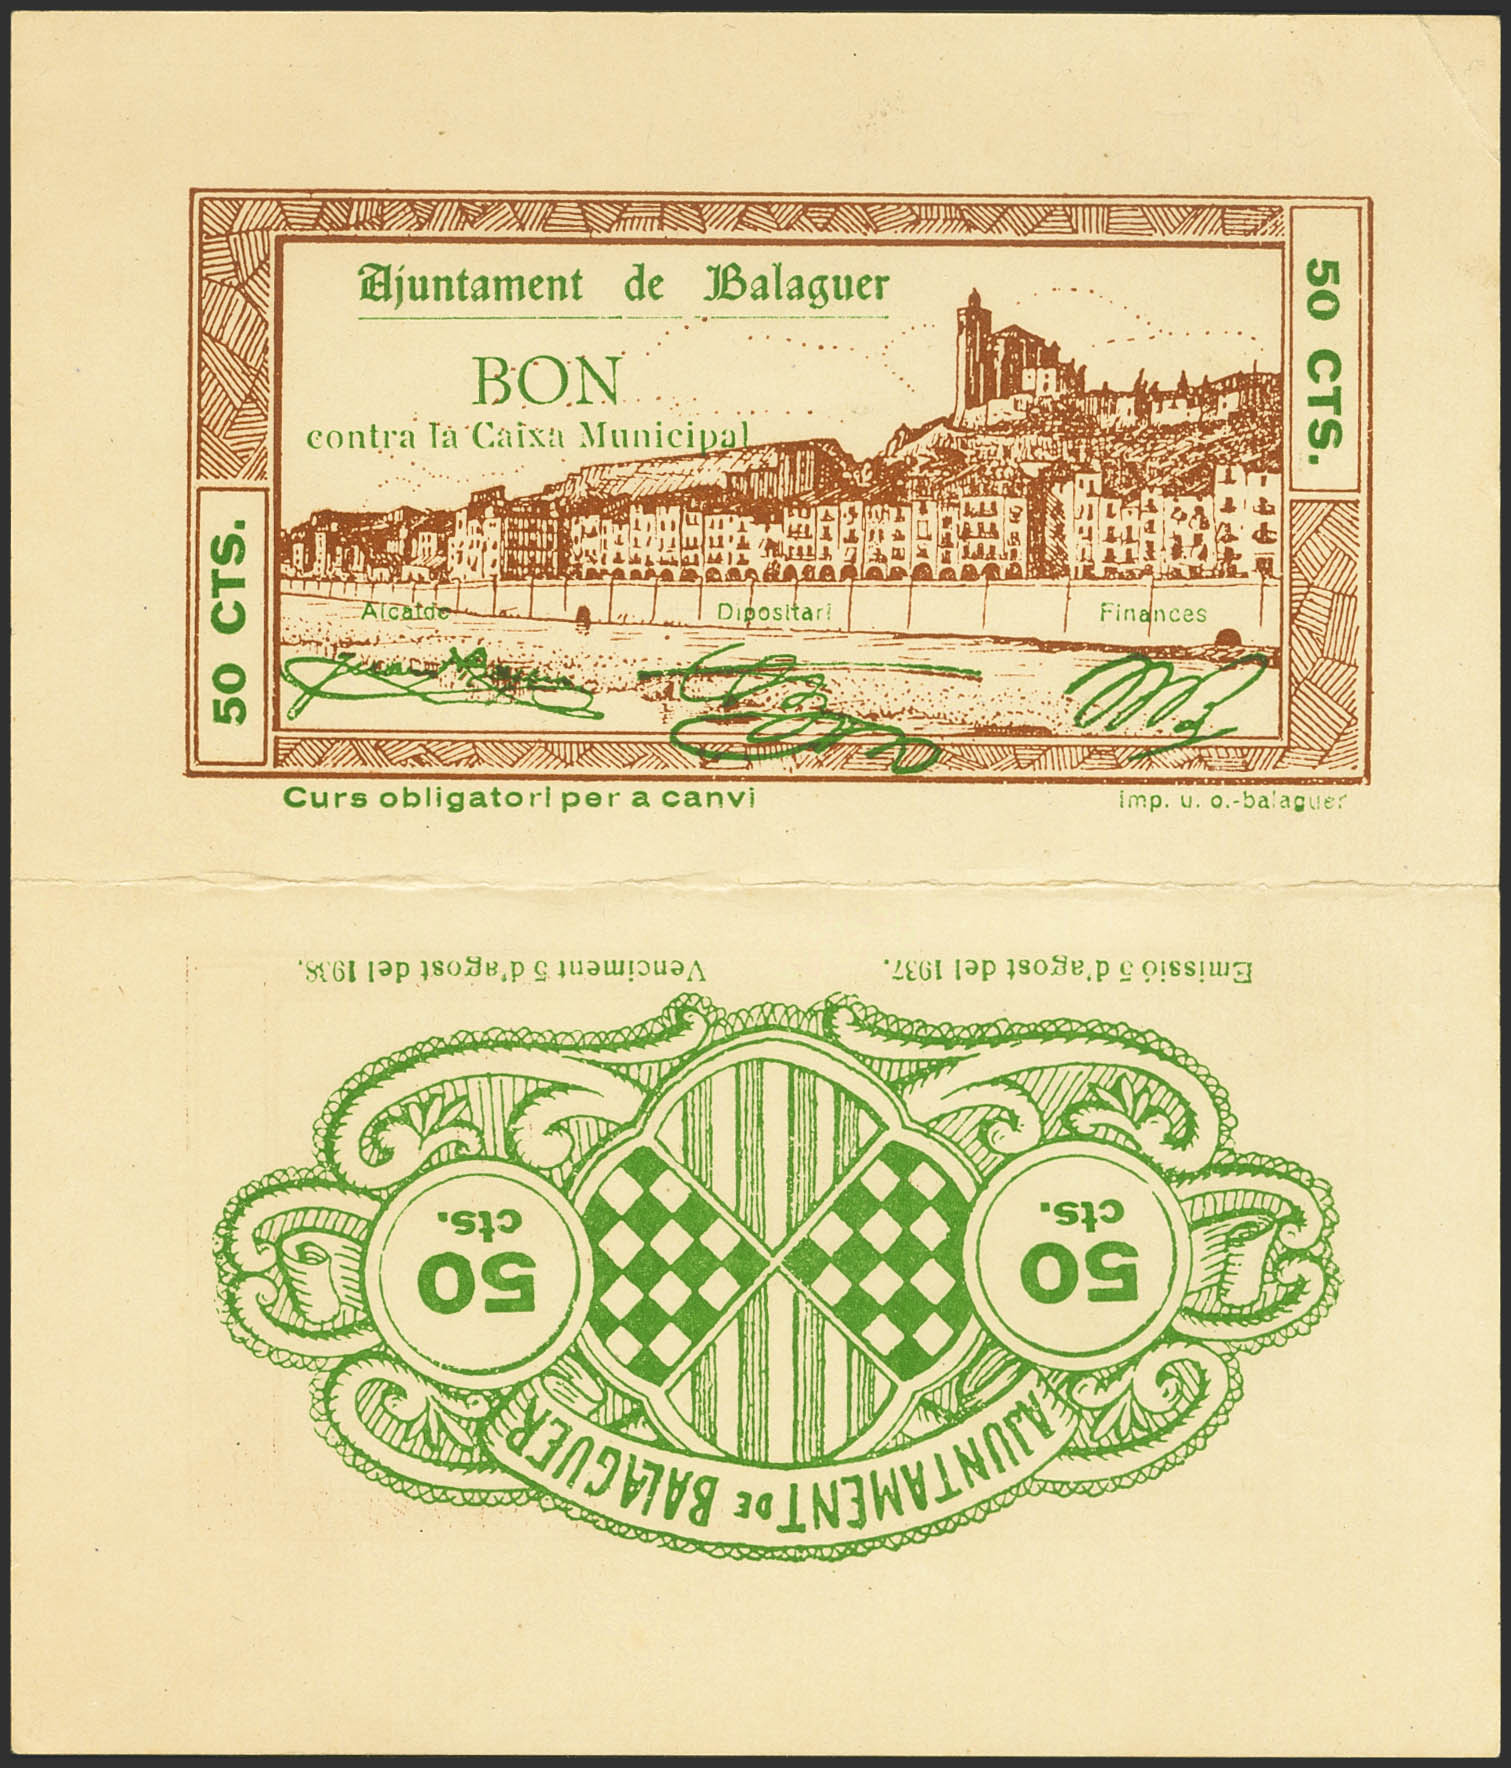 Ajuntament de Balaguer
BON
contra la Caixa Municipal
50 CTS.
50 CTS.
Alcalde
Dipositari
Finances
Curs obligatori per a canvi
imp. u. o.-balaguer
Emissió 5 d'agost del 1937.
Venciment 5 d'agost del 1938.
50
cts.
50
cts.
AJUNTAMENT DE BALAGUER